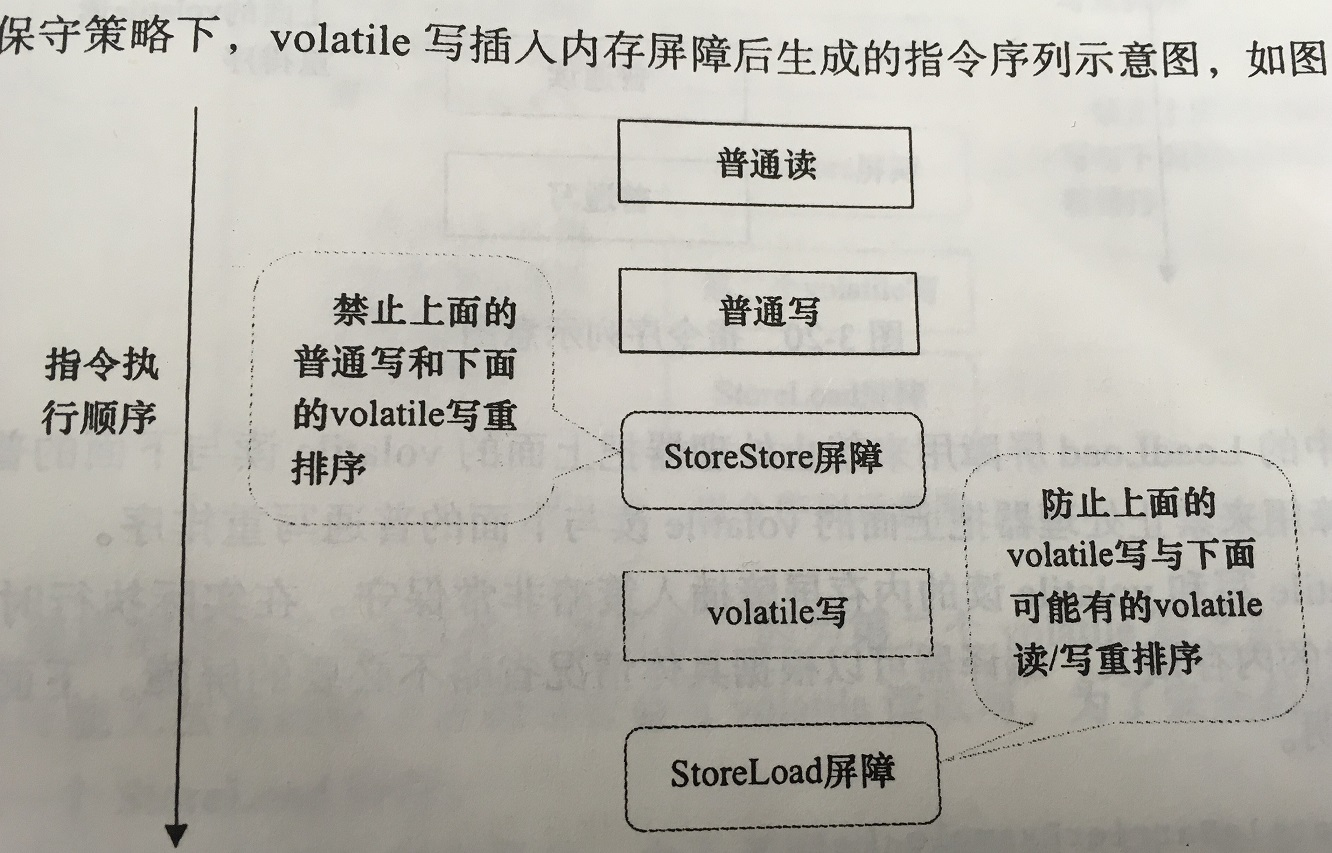 保守策略下，volatile 写插入内存屏障后生成的指令序列示意图，如图
普通读
普通写
禁止上面的
普通写和下面
的volatile写重
排序
指令执
行顺序
StoreStore屏障
防止上面的
volatile写与下面
可能有的volatile
读/写重排序
volatile写
StoreLoad屏障